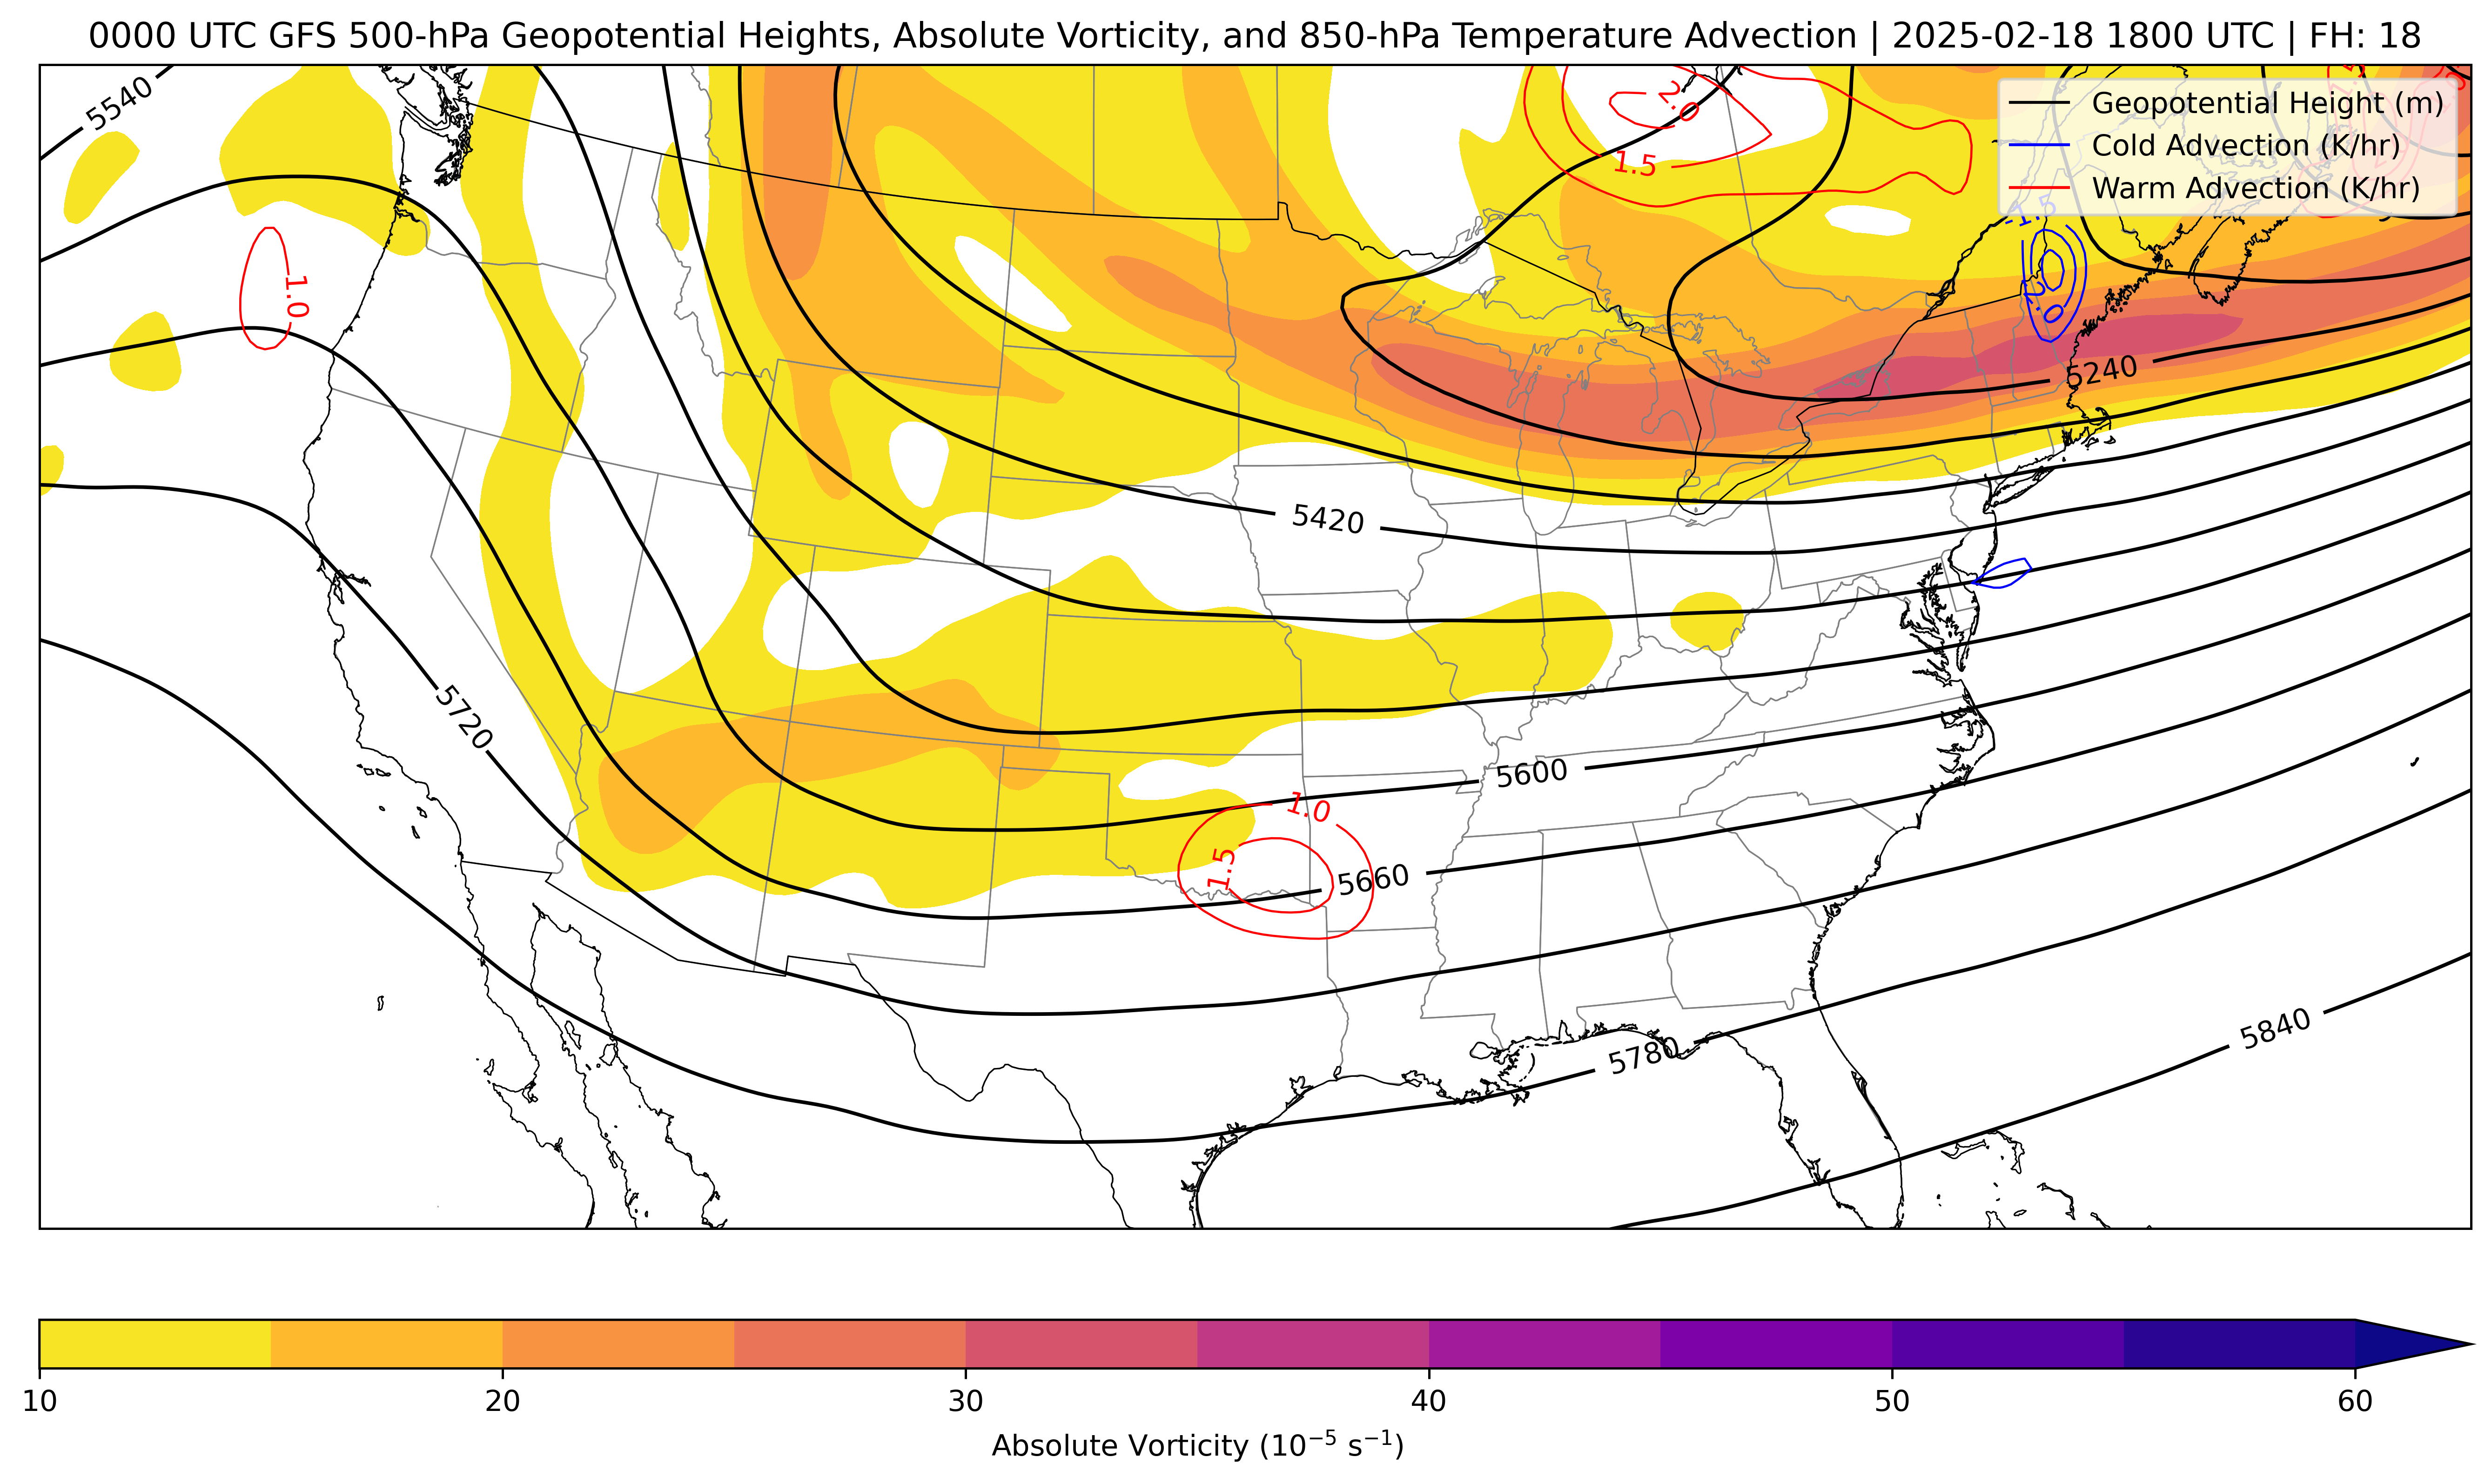 0000 UTC GFS 500-hPa Geopotential Heights, Absolute Vorticity, and 850-hPa Temperature Advection | 2025-02-18 1800 UTC | FH: 18
5540
2.0
1.5
Geopotential Height (m)
Cold Advection (K/hr)
Warm Advection (K/hr)
-1.5
1.0
-2.0
5240
5420
5720
5600
1.0
1.5
5660
5780
5840
10 20 30 40 50 60
Absolute Vorticity (10⁻⁵ s⁻¹)